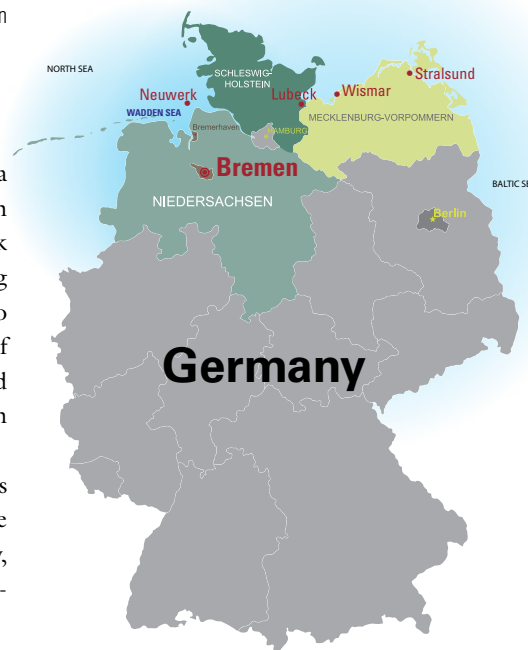 n
NORTH SEA
SCHLESWIG-
HOLSTEIN
Stralsund
Neuwerk
Lubeck
Wismar
WADDEN SEA
MECKLENBURG-VORPOMMERN
Bremerhaven
HAMBURG
a
Bremen
n
BALTIC SE
k
NIEDERSACHSEN
Berlin
g
o
f
Germany
d
n
s
e
,
-